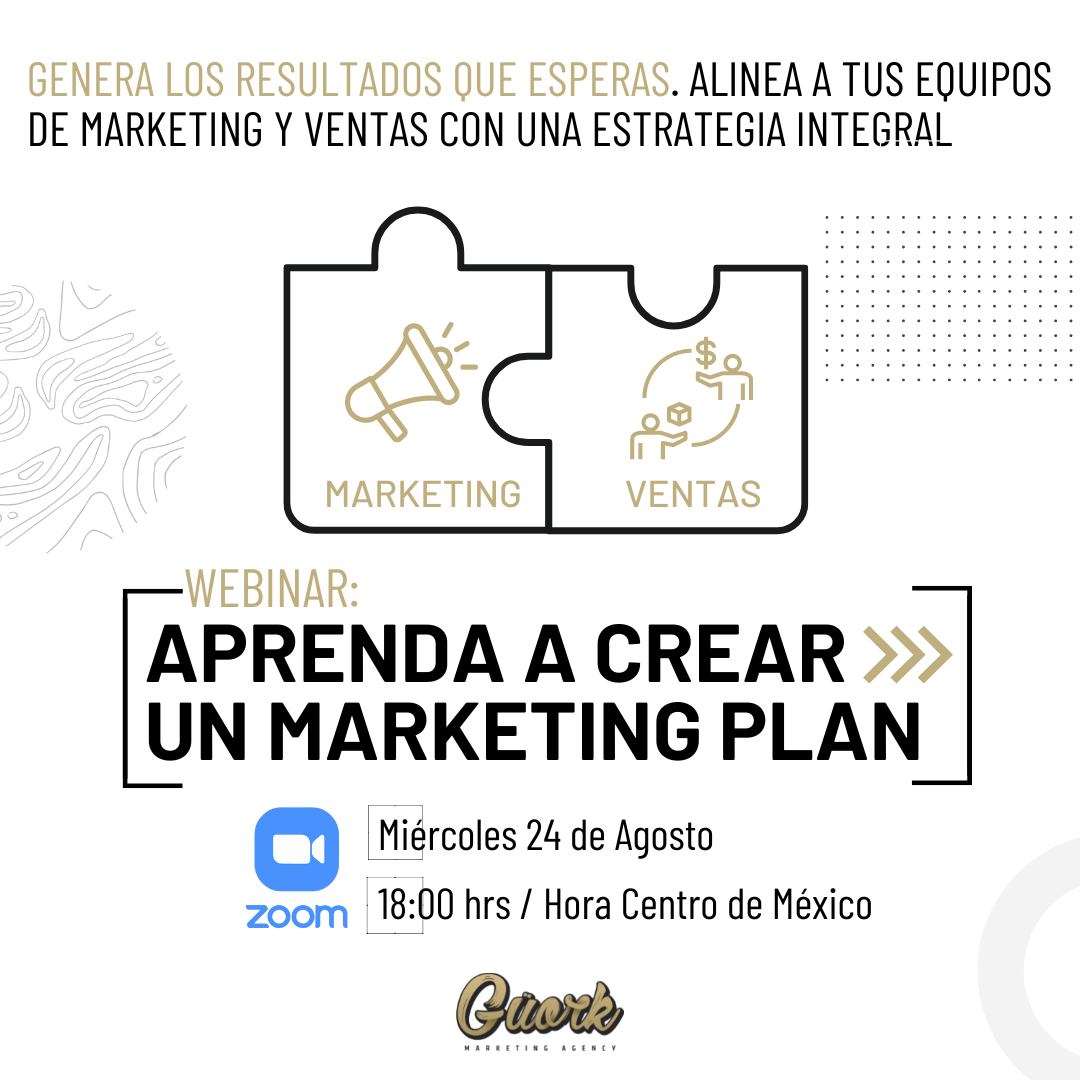 GENERA LOS RESULTADOS QUE ESPERAS. ALINEA A TUS EQUIPOS
DE MARKETING Y VENTAS CON UNA ESTRATEGIA INTEGRAL
$
MARKETING
VENTAS
WEBINAR:
APRENDA A CREAR
UN MARKETING PLAN
zoom
Miércoles 24 de Agosto
18:00 hrs / Hora Centro de México
Güork
MARKETING AGENCY